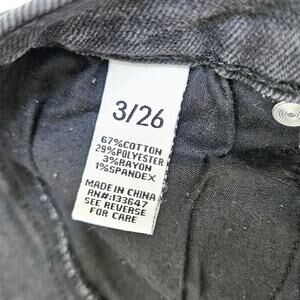 3/26
67%COTTON
29%POLYESTER
3%RAYON
1%SPANDEX
MADE IN CHINA
RN#:133647
SEE REVERSE
FOR CARE